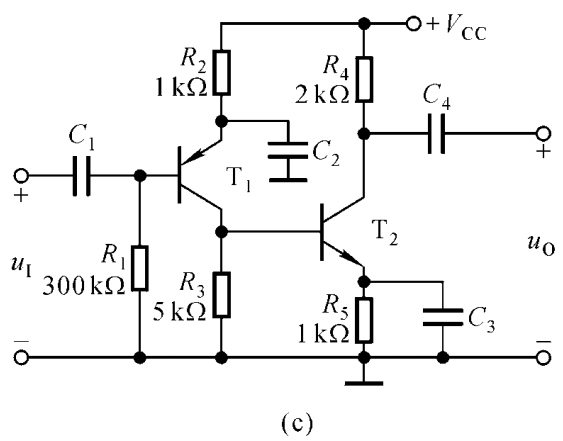 +V_CC
R_2
1 kΩ
R_4
2 kΩ
C_4
C_1
C_2
T_1
+
+
T_2
u_I
R_1
300 kΩ
R_3
5 kΩ
R_5
1 kΩ
C_3
u_O
−
−
(c)